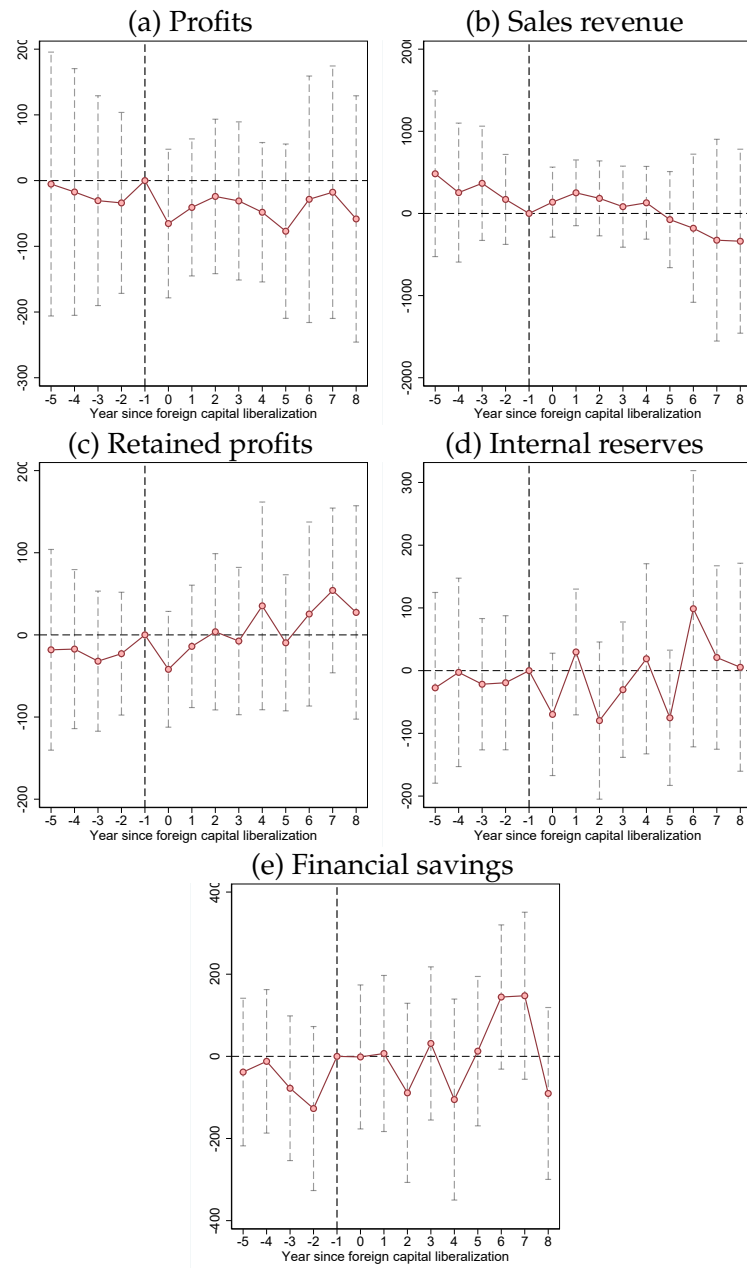 (a) Profits
200
100
0
-100
-200
-300
-5 -4 -3 -2 -1 0 1 2 3 4 5 6 7 8
Year since foreign capital liberalization
(b) Sales revenue
2000
1000
0
-1000
-2000
-5 -4 -3 -2 -1 0 1 2 3 4 5 6 7 8
Year since foreign capital liberalization
(c) Retained profits
200
100
0
-100
-200
-5 -4 -3 -2 -1 0 1 2 3 4 5 6 7 8
Year since foreign capital liberalization
(d) Internal reserves
300
200
100
0
-100
-200
-5 -4 -3 -2 -1 0 1 2 3 4 5 6 7 8
Year since foreign capital liberalization
(e) Financial savings
400
200
0
-200
-400
-5 -4 -3 -2 -1 0 1 2 3 4 5 6 7 8
Year since foreign capital liberalization